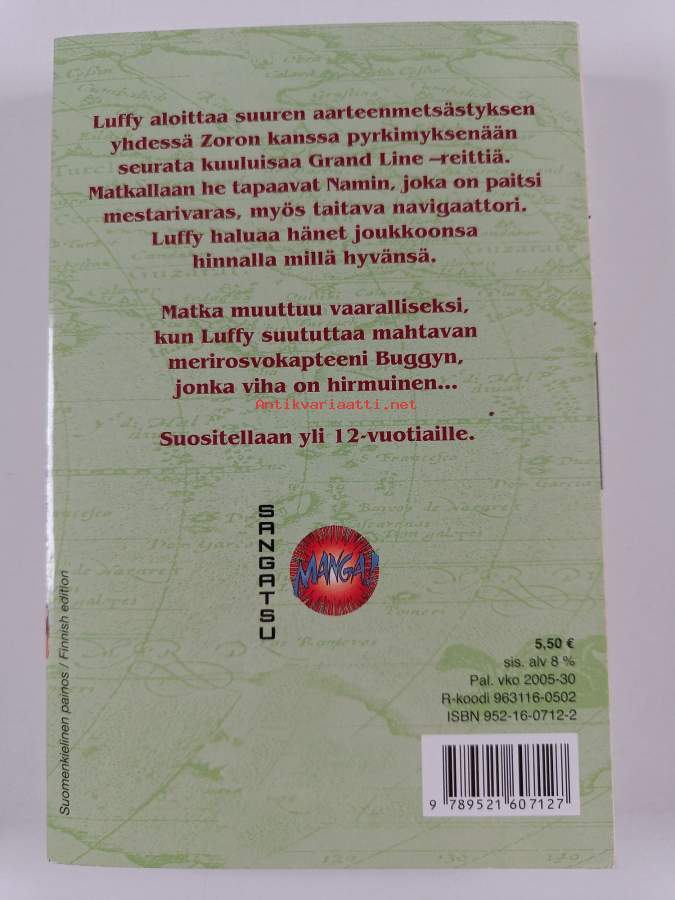 Luffy aloittaa suuren aarteenmetsästyksen
yhdessä Zoron kanssa pyrkimyksenään
seurata kuuluisaa Grand Line –reittiä.
Matkallaan he tapaavat Namin, joka on paitsi
mestarivaras, myös taitava navigaattori.
Luffy haluaa hänet joukkoonsa
hinnalla millä hyvänsä.
Matka muuttuu vaaralliseksi,
kun Luffy suututtaa mahtavan
merirosvokapteeni Buggyn,
jonka viha on hirmuinen...
Antikvariaatti.net
Suositellaan yli 12-vuotiaille.
SANGATSU
MANGA!
Suomenkielinen painos / Finnish edition
5,50 €
sis. alv 8 %
Pal. vko 2005-30
R-koodi 963116-0502
ISBN 952-16-0712-2
9 789521 607127